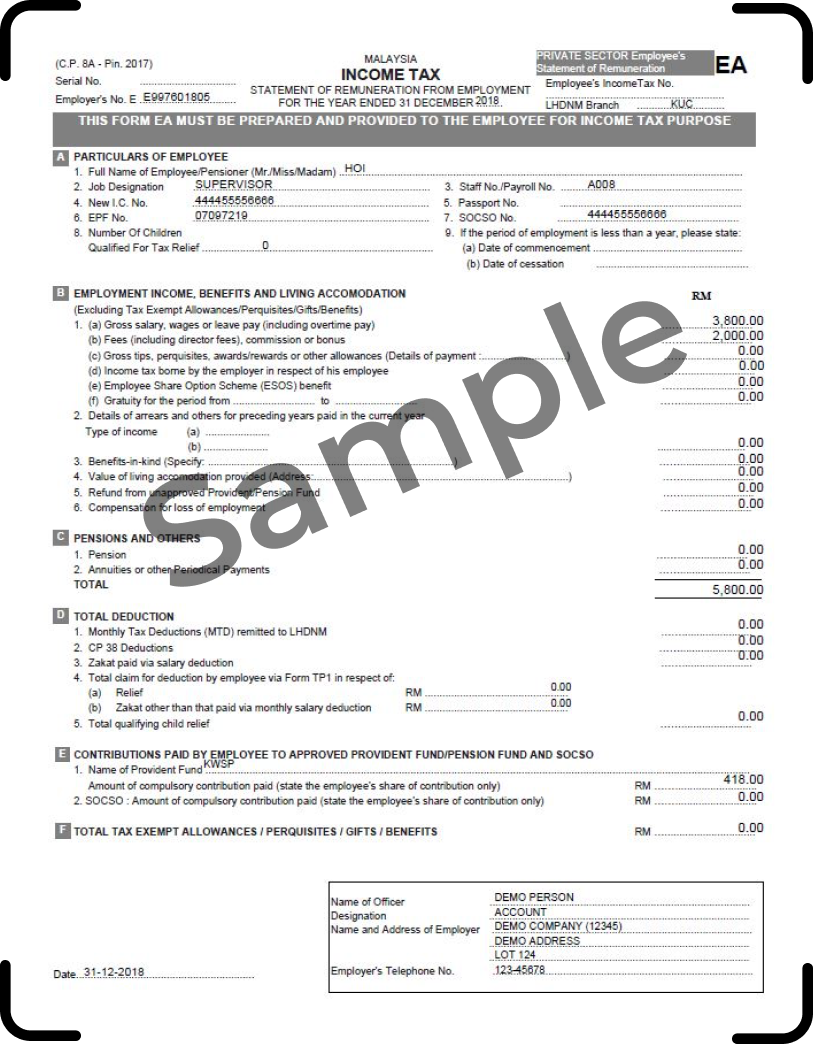 (C.P. 8A - Pin. 2017)
MALAYSIA
INCOME TAX
PRIVATE SECTOR Employee's
Statement of Remuneration
EA
Serial No.
STATEMENT OF REMUNERATION FROM EMPLOYMENT
Employee's IncomeTax No.
Employer's No. E E997601805
FOR THE YEAR ENDED 31 DECEMBER 2018
LHDNM Branch KUC
THIS FORM EA MUST BE PREPARED AND PROVIDED TO THE EMPLOYEE FOR INCOME TAX PURPOSE
A PARTICULARS OF EMPLOYEE
1. Full Name of Employee/Pensioner (Mr./Miss/Madam) HOI
2. Job Designation SUPERVISOR 3. Staff No./Payroll No. A008
4. New I.C. No. 444455556666 5. Passport No.
6. EPF No. 07097219 7. SOCSO No. 444455556666
8. Number Of Children 9. If the period of employment is less than a year, please state:
Qualified For Tax Relief 0 (a) Date of commencement
(b) Date of cessation
B EMPLOYMENT INCOME, BENEFITS AND LIVING ACCOMODATION RM
(Excluding Tax Exempt Allowances/Perquisites/Gifts/Benefits)
1. (a) Gross salary, wages or leave pay (including overtime pay) 3,800.00
(b) Fees (including director fees), commission or bonus 2,000.00
(c) Gross tips, perquisites, awards/rewards or other allowances (Details of payment : ) 0.00
(d) Income tax borne by the employer in respect of his employee 0.00
(e) Employee Share Option Scheme (ESOS) benefit 0.00
(f) Gratuity for the period from to 0.00
2. Details of arrears and others for preceding years paid in the current year
Type of income (a)
(b) 0.00
3. Benefits-in-kind (Specify: ) 0.00
4. Value of living accomodation provided (Address: ) 0.00
5. Refund from unapproved Provident/Pension Fund 0.00
6. Compensation for loss of employment 0.00
Sample
C PENSIONS AND OTHERS
1. Pension 0.00
2. Annuities or other Periodical Payments 0.00
TOTAL 5,800.00
D TOTAL DEDUCTION
1. Monthly Tax Deductions (MTD) remitted to LHDNM 0.00
2. CP 38 Deductions 0.00
3. Zakat paid via salary deduction 0.00
4. Total claim for deduction by employee via Form TP1 in respect of:
(a) Relief RM 0.00
(b) Zakat other than that paid via monthly salary deduction RM 0.00
5. Total qualifying child relief 0.00
E CONTRIBUTIONS PAID BY EMPLOYEE TO APPROVED PROVIDENT FUND/PENSION FUND AND SOCSO
1. Name of Provident Fund KWSP
Amount of compulsory contribution paid (state the employee's share of contribution only) RM 418.00
2. SOCSO : Amount of compulsory contribution paid (state the employee's share of contribution only) RM 0.00
F TOTAL TAX EXEMPT ALLOWANCES / PERQUISITES / GIFTS / BENEFITS RM 0.00
Name of Officer DEMO PERSON
Designation ACCOUNT
Name and Address of Employer DEMO COMPANY (12345)
DEMO ADDRESS
LOT 124
Date 31-12-2018 Employer's Telephone No. 123-45678